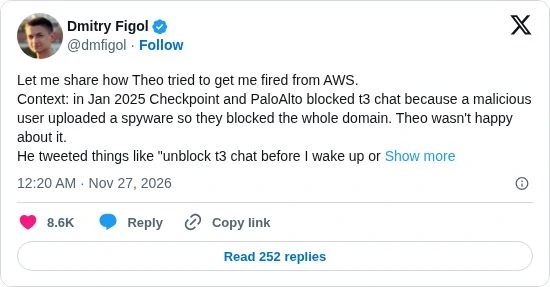 Dmitry Figol
@dmfigol · Follow
Let me share how Theo tried to get me fired from AWS.
Context: in Jan 2025 Checkpoint and PaloAlto blocked t3 chat because a malicious
user uploaded a spyware so they blocked the whole domain. Theo wasn't happy
about it.
He tweeted things like "unblock t3 chat before I wake up or Show more
12:20 AM · Nov 27, 2026
8.6K Reply Copy link
Read 252 replies